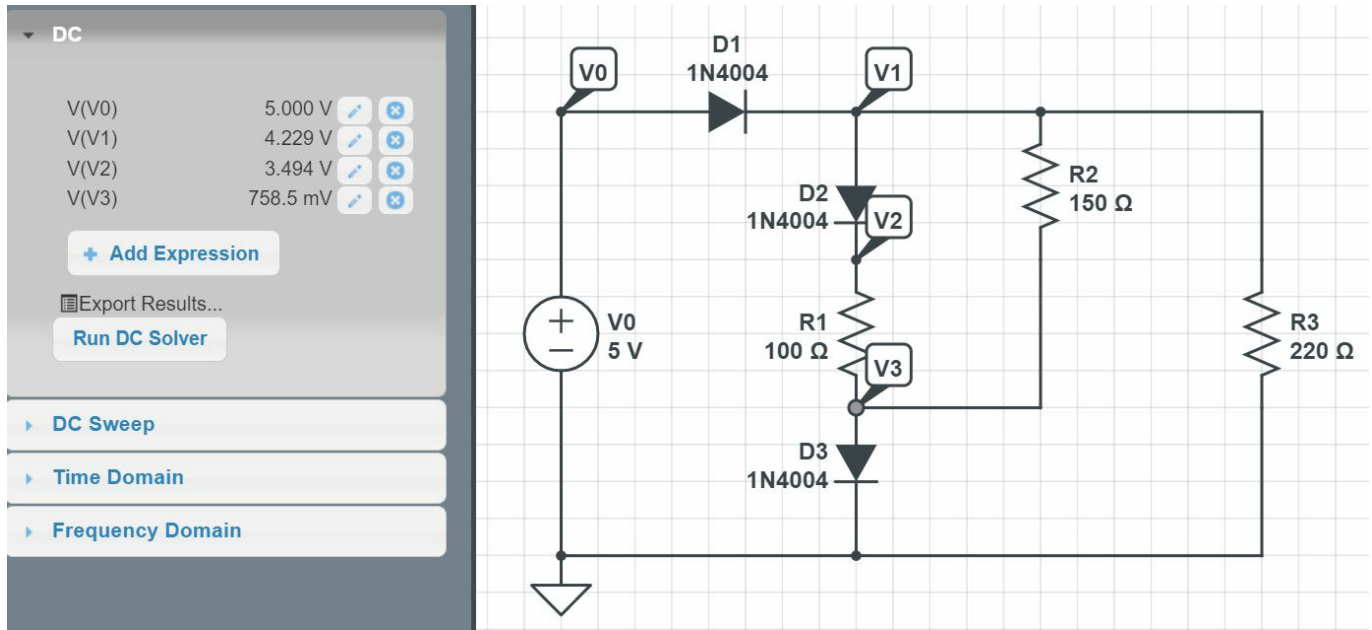 DC
V(V0) 5.000 V
V(V1) 4.229 V
V(V2) 3.494 V
V(V3) 758.5 mV
+ Add Expression
Export Results...
Run DC Solver
DC Sweep
Time Domain
Frequency Domain
V0
D1
1N4004
V1
D2
1N4004
V2
R2
150 Ω
V0
5 V
R1
100 Ω
V3
R3
220 Ω
D3
1N4004